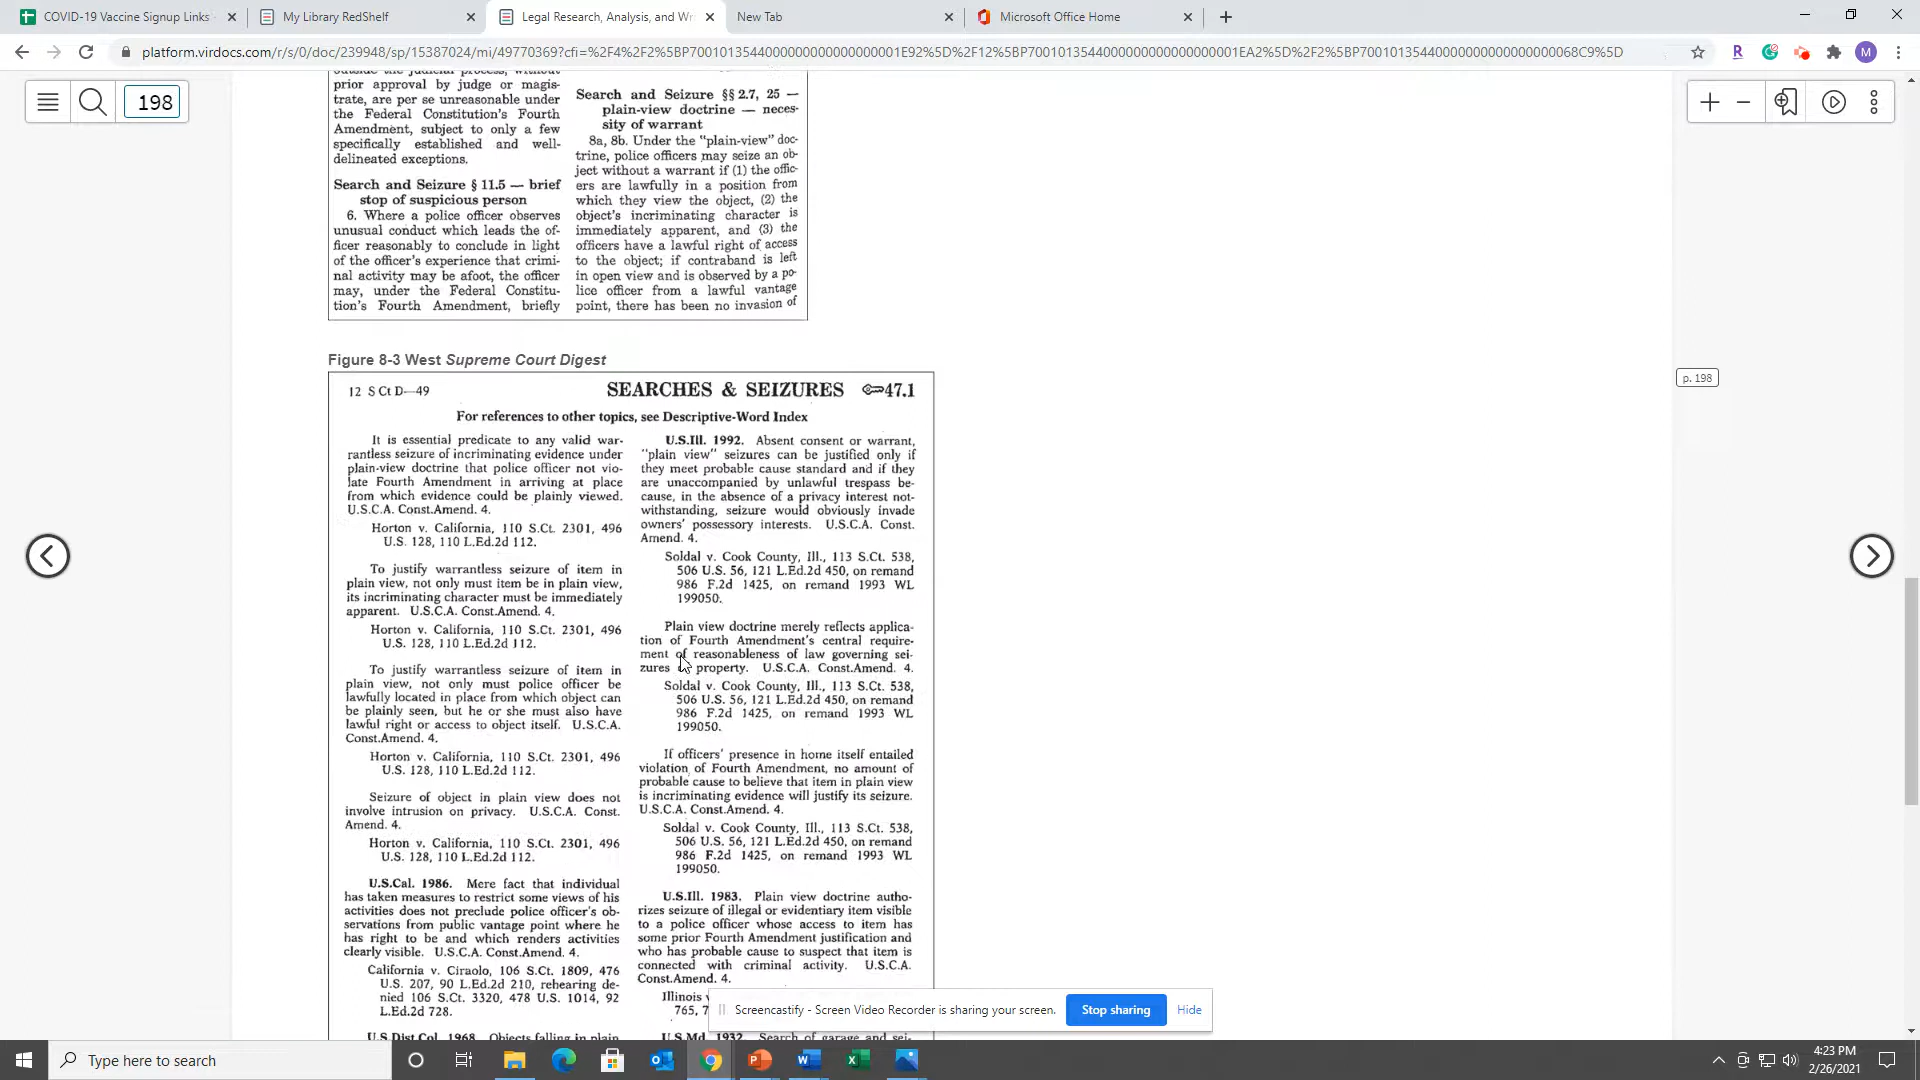 COVID-19 Vaccine Signup Links
My Library RedShelf
Legal Research, Analysis, and Wr
New Tab
Microsoft Office Home
platform.virdocs.com/r/s/0/doc/239948/sp/15387024/mi/49770369?cfi=%2F4%2F2%5BP7001013544000000000000000001E92%5D%2F12%5BP7001013544000000000000000001EA2%5D%2F2%5BP70010135440000000000000000068C9%5D
R
M
198
prior approval by judge or magis-
trate, are per se unreasonable under
the Federal Constitution's Fourth
Amendment, subject to only a few
specifically established and well-
delineated exceptions.
Search and Seizure § 11.5 — brief
stop of suspicious person
6. Where a police officer observes
unusual conduct which leads the of-
ficer reasonably to conclude in light
of the officer's experience that crimi-
nal activity may be afoot, the officer
may, under the Federal Constitu-
tion's Fourth Amendment, briefly
Search and Seizure §§ 2.7, 25 —
plain-view doctrine — neces-
sity of warrant
8a, 8b. Under the "plain-view" doc-
trine, police officers may seize an ob-
ject without a warrant if (1) the offic-
ers are lawfully in a position from
which they view the object, (2) the
object's incriminating character is
immediately apparent, and (3) the
officers have a lawful right of access
to the object; if contraband is left
in open view and is observed by a po-
lice officer from a lawful vantage
point, there has been no invasion of
Figure 8-3 West Supreme Court Digest
p. 198
12 S Ct D—49
SEARCHES & SEIZURES 47.1
For references to other topics, see Descriptive-Word Index
It is essential predicate to any valid war-
rantless seizure of incriminating evidence under
plain-view doctrine that police officer not vio-
late Fourth Amendment in arriving at place
from which evidence could be plainly viewed.
U.S.C.A. Const.Amend. 4.
Horton v. California, 110 S.Ct. 2301, 496
U.S. 128, 110 L.Ed.2d 112.
To justify warrantless seizure of item in
plain view, not only must item be in plain view,
its incriminating character must be immediately
apparent. U.S.C.A. Const.Amend. 4.
Horton v. California, 110 S.Ct. 2301, 496
U.S. 128, 110 L.Ed.2d 112.
To justify warrantless seizure of item in
plain view, not only must police officer be
lawfully located in place from which object can
be plainly seen, but he or she must also have
lawful right or access to object itself. U.S.C.A.
Const.Amend. 4.
Horton v. California, 110 S.Ct. 2301, 496
U.S. 128, 110 L.Ed.2d 112.
Seizure of object in plain view does not
involve intrusion on privacy. U.S.C.A. Const.
Amend. 4.
Horton v. California, 110 S.Ct. 2301, 496
U.S. 128, 110 L.Ed.2d 112.
U.S.Cal. 1986. Mere fact that individual
has taken measures to restrict some views of his
activities does not preclude police officer's ob-
servations from public vantage point where he
has right to be and which renders activities
clearly visible. U.S.C.A. Const.Amend. 4.
California v. Ciraolo, 106 S.Ct. 1809, 476
U.S. 207, 90 L.Ed.2d 210, rehearing de-
nied 106 S.Ct. 3320, 478 U.S. 1014, 92
L.Ed.2d 728.
U.S.Dist.Col. 1968. Objects falling in plain
U.S.Ill. 1992. Absent consent or warrant,
"plain view" seizures can be justified only if
they meet probable cause standard and if they
are unaccompanied by unlawful trespass be-
cause, in the absence of a privacy interest not-
withstanding, seizure would obviously invade
owners' possessory interests. U.S.C.A. Const.
Amend. 4.
Soldal v. Cook County, Ill., 113 S.Ct. 538,
506 U.S. 56, 121 L.Ed.2d 450, on remand
986 F.2d 1425, on remand 1993 WL
199050.
Plain view doctrine merely reflects applica-
tion of Fourth Amendment's central require-
ment of reasonableness of law governing sei-
zures property. U.S.C.A. Const.Amend. 4.
Soldal v. Cook County, Ill., 113 S.Ct. 538,
506 U.S. 56, 121 L.Ed.2d 450, on remand
986 F.2d 1425, on remand 1993 WL
199050.
If officers' presence in home itself entailed
violation of Fourth Amendment, no amount of
probable cause to believe that item in plain view
is incriminating evidence will justify its seizure.
U.S.C.A. Const.Amend. 4.
Soldal v. Cook County, Ill., 113 S.Ct. 538,
506 U.S. 56, 121 L.Ed.2d 450, on remand
986 F.2d 1425, on remand 1993 WL
199050.
U.S.Ill. 1983. Plain view doctrine autho-
rizes seizure of illegal or evidentiary item visible
to a police officer whose access to item has
some prior Fourth Amendment justification and
who has probable cause to suspect that item is
connected with criminal activity. U.S.C.A.
Const.Amend. 4.
Illinois v
765, 7
U.S.Md. 1932. Search of garage and sei-
Screencastify - Screen Video Recorder is sharing your screen.
Stop sharing
Hide
Type here to search
4:23 PM
2/26/2021